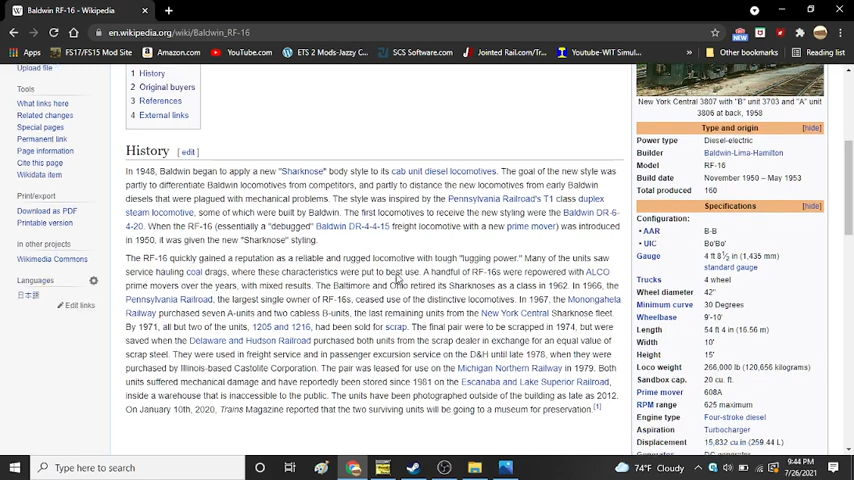 Baldwin RF-16 - Wikipedia
en.wikipedia.org/wiki/Baldwin_RF-16
Apps FS17/FS15 Mod Site Amazon.com YouTube.com ETS 2 Mods-Jazzy C... SCS Software.com Jointed Rail.com/Tr... Youtube-WIT Simul... » Other bookmarks Reading list
NEW
Upload file
Tools
What links here
Related changes
Special pages
Permanent link
Page information
Cite this page
Wikidata item
Print/export
Download as PDF
Printable version
In other projects
Wikimedia Commons
Languages
日本語
Edit links
1 History
2 Original buyers
3 References
4 External links
History [ edit ]
In 1948, Baldwin began to apply a new "Sharknose" body style to its cab unit diesel locomotives. The goal of the new style was
partly to differentiate Baldwin locomotives from competitors, and partly to distance the new locomotives from early Baldwin
diesels that were plagued with mechanical problems. The style was inspired by the Pennsylvania Railroad's T1 class duplex
steam locomotive, some of which were built by Baldwin. The first locomotives to receive the new styling were the Baldwin DR-6-
4-20. When the RF-16 (essentially a "debugged" Baldwin DR-4-4-15 freight locomotive with a new prime mover) was introduced
in 1950, it was given the new "Sharknose" styling.
The RF-16 quickly gained a reputation as a reliable and rugged locomotive with tough "lugging power." Many of the units saw
service hauling coal drags, where these characteristics were put to best use. A handful of RF-16s were repowered with ALCO
prime movers over the years, with mixed results. The Baltimore and Ohio retired its Sharknoses as a class in 1962. In 1966, the
Pennsylvania Railroad, the largest single owner of RF-16s, ceased use of the distinctive locomotives. In 1967, the Monongahela
Railway purchased seven A-units and two cabless B-units, the last remaining units from the New York Central Sharknose fleet.
By 1971, all but two of the units, 1205 and 1216, had been sold for scrap. The final pair were to be scrapped in 1974, but were
saved when the Delaware and Hudson Railroad purchased both units from the scrap dealer in exchange for an equal value of
scrap steel. They were used in freight service and in passenger excursion service on the D&H until late 1978, when they were
purchased by Illinois-based Castolite Corporation. The pair was leased for use on the Michigan Northern Railway in 1979. Both
units suffered mechanical damage and have reportedly been stored since 1981 on the Escanaba and Lake Superior Railroad,
inside a warehouse that is inaccessible to the public. The units have been photographed outside of the building as late as 2012.
On January 10th, 2020, Trains Magazine reported that the two surviving units will be going to a museum for preservation.[1]
New York Central 3807 with "B" unit 3703 and "A" unit
3806 at back, 1958
Type and origin [hide]
Power type Diesel-electric
Builder Baldwin-Lima-Hamilton
Model RF-16
Build date November 1950 – May 1953
Total produced 160
Specifications [hide]
Configuration:
• AAR B-B
• UIC Bo'Bo'
Gauge 4 ft 8 1⁄2 in (1,435 mm)
standard gauge
Trucks 4 wheel
Wheel diameter 42"
Minimum curve 30 Degrees
Wheelbase 9'-10"
Length 54 ft 4 in (16.56 m)
Width 10'
Height 15'
Loco weight 266,000 lb (120,656 kilograms)
Sandbox cap. 20 cu. ft.
Prime mover 608A
RPM range 625 maximum
Engine type Four-stroke diesel
Aspiration Turbocharger
Displacement 15,832 cu in (259.44 L)
Generator DC generator
Type here to search
74°F Cloudy
9:44 PM
7/26/2021